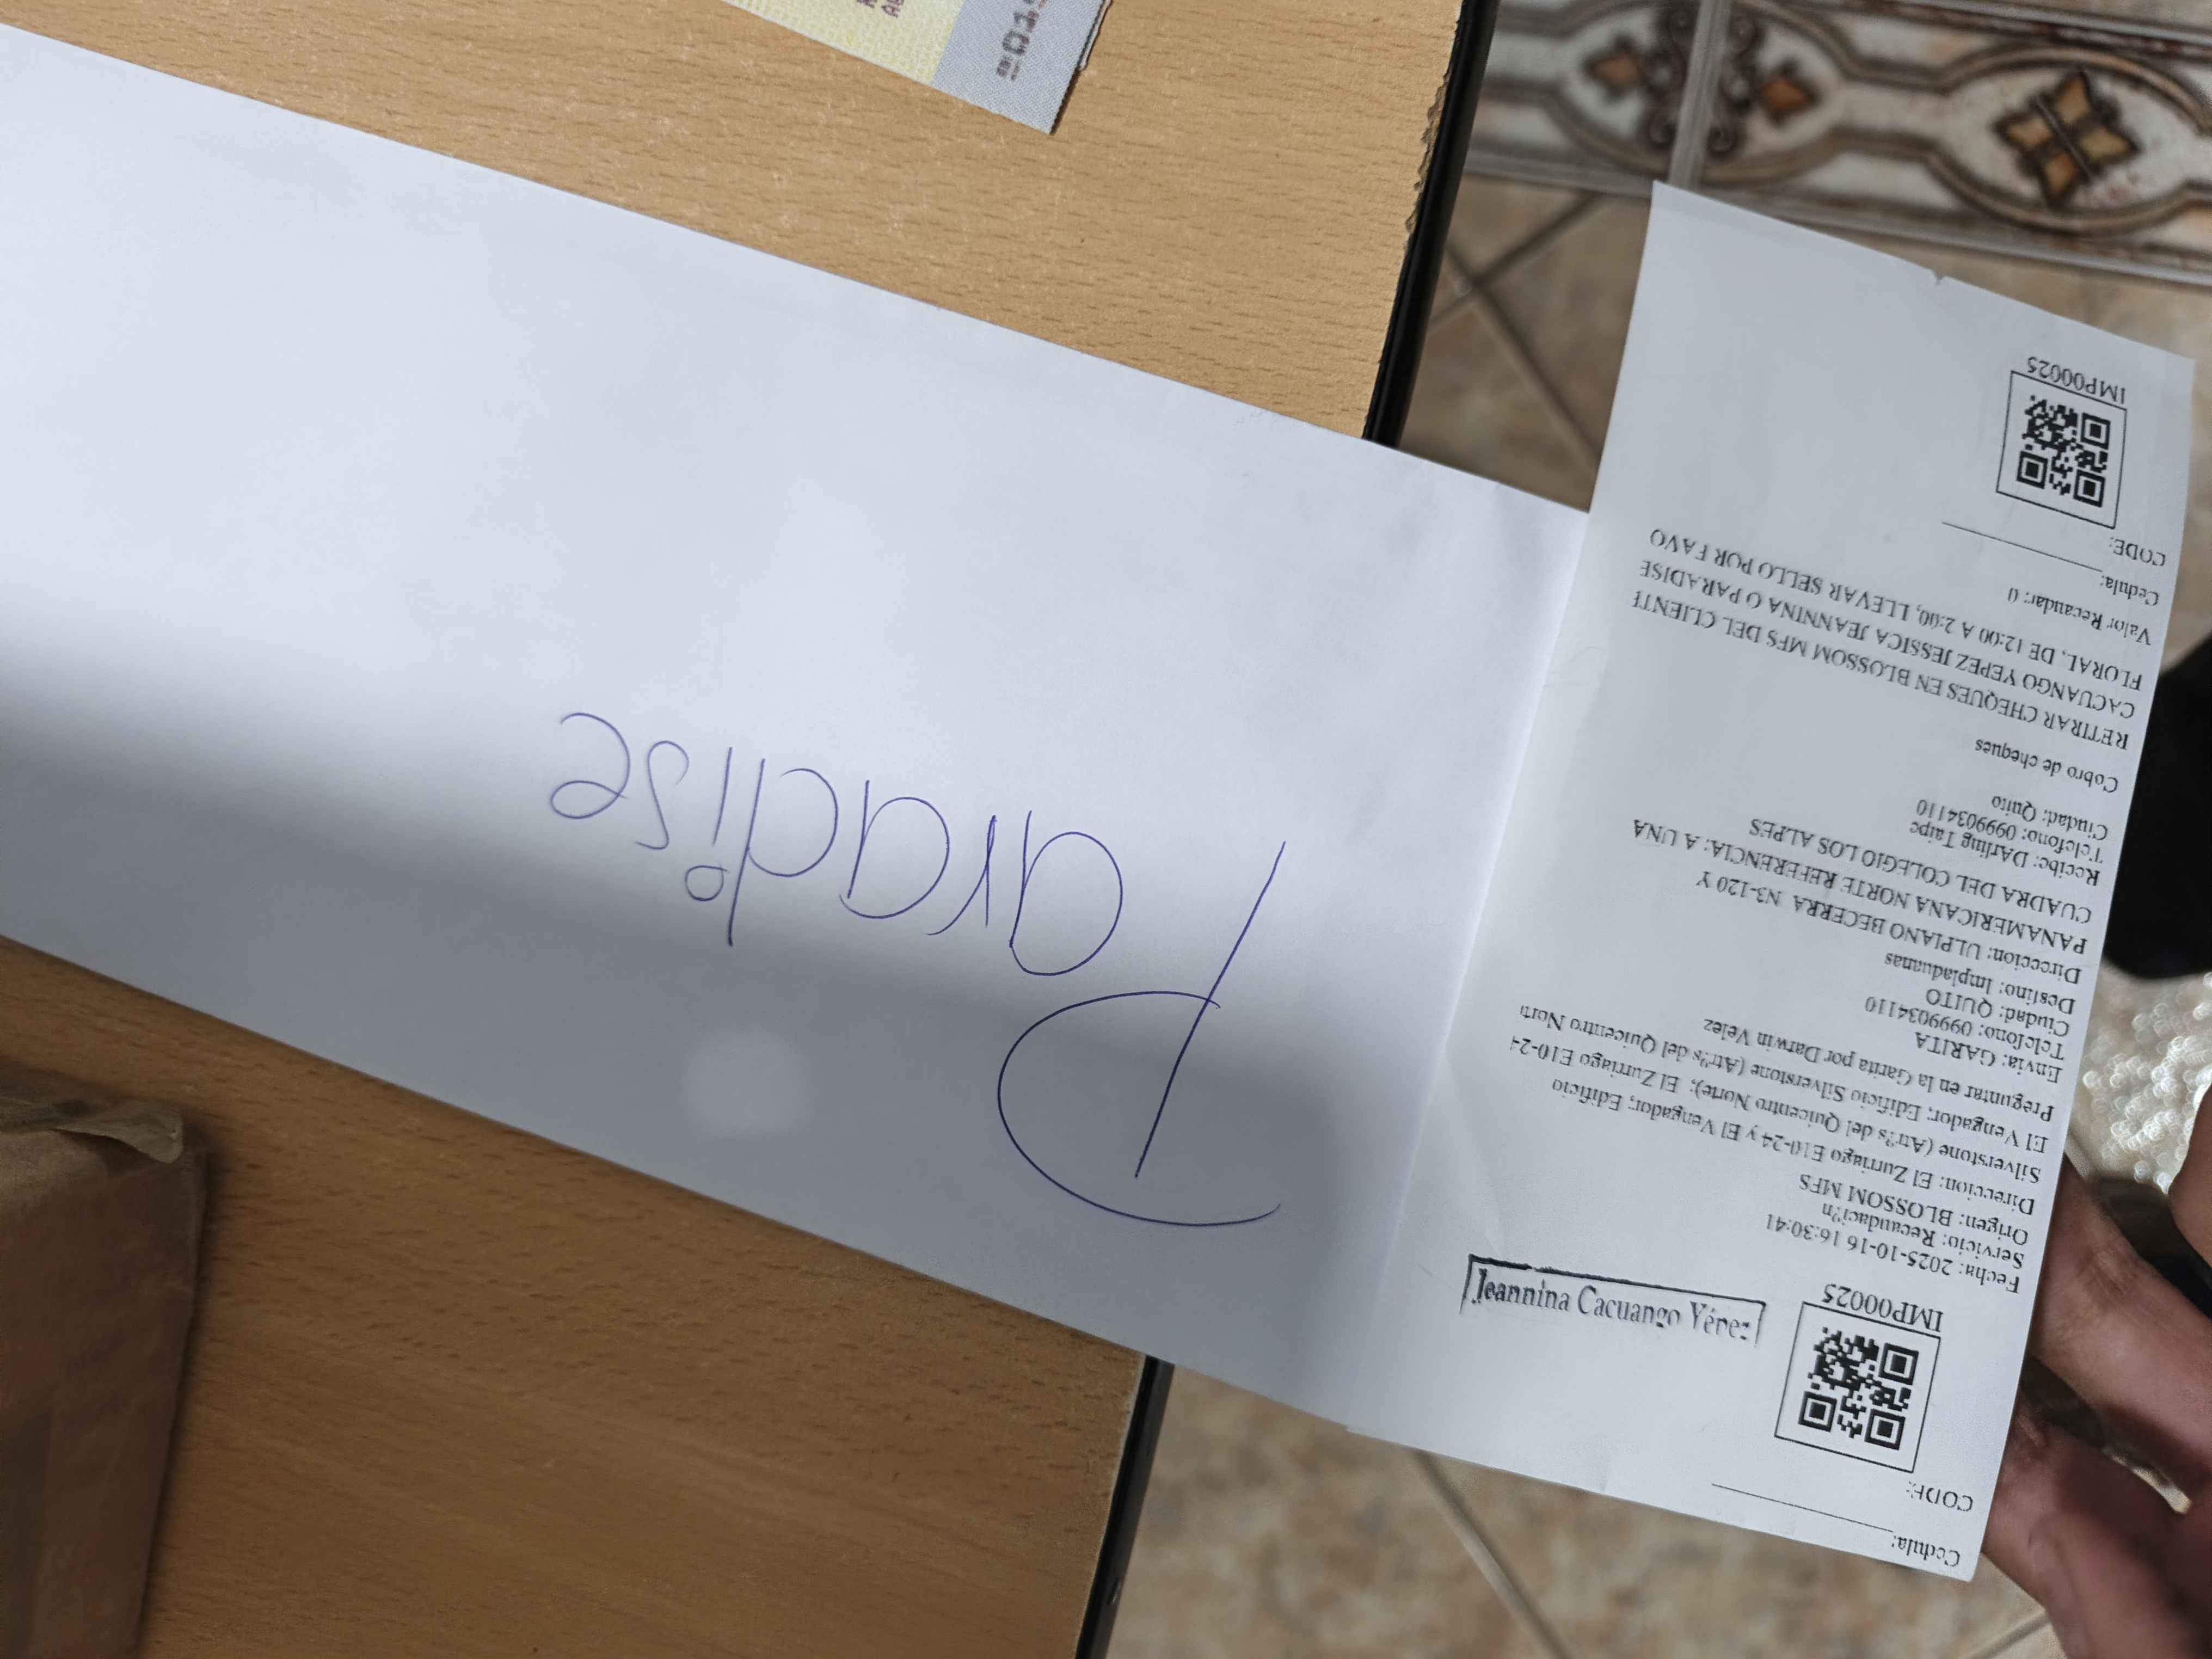 Paradise
Cedula:
CODE:
IMP00025
Jeannina Cacuango Yépez
Fecha: 2025-10-16 16:30:41
Servicio: Recaudaci?n
Origen: BLOSSOM MFS
Direccion: El Zurriago E10-24 y El Vengador; Edificio
Silverstone (Atr?s del Quicentro Norte); El Zurriago E10-24
El Vengador; Edificio Silverstone (Atr?s del Quicentro Norte
Preguntar en la Garita por Darwin Velez
Envia: GARITA
Telefono: 0999034110
Ciudad: QUITO
Destino: Impladuanas
Direccion: ULPIANO BECERRA N3-120 Y
PANAMERICANA NORTE REFERENCIA: A UNA
CUADRA DEL COLEGIO LOS ALPES
Recibe: DArling Taipe
Telefono: 0999034110
Ciudad: Quito
Cobro de cheques
RETIRAR CHEQUES EN BLOSSOM MFS DEL CLIENTE
CACUANGO YEPEZ JESSICA JEANNINA O PARADISE
FLORAL, DE 12:00 A 2:00, LLEVAR SELLO POR FAVO
Valor Recaudar: 0
Cedula:
CODE:
IMP00025